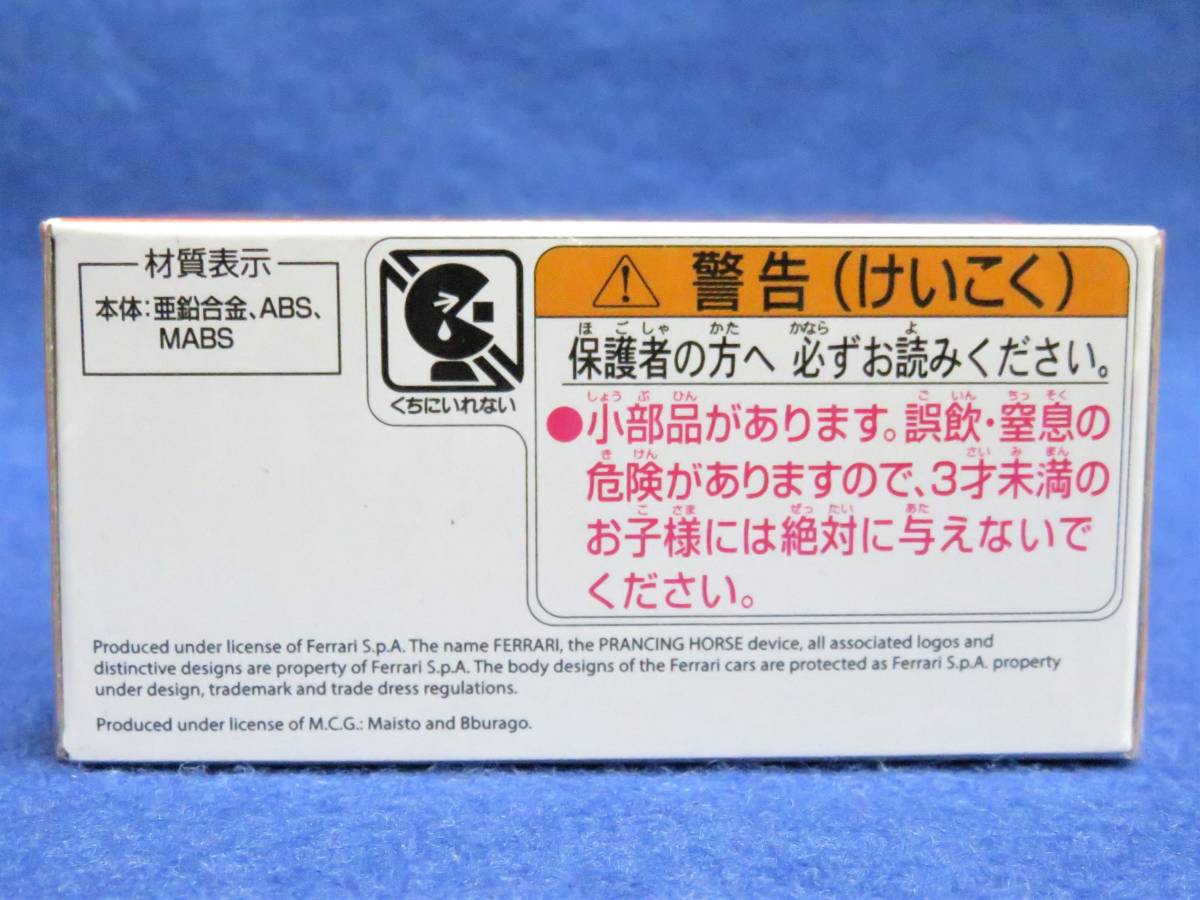 材質表示
本体：亜鉛合金、ABS、
MABS
くちにいれない
警告（けいこく）
ほごしゃ かた かなら よ
保護者の方へ 必ずお読みください。
しょうぶひん ごいん ちっそく
●小部品があります。誤飲・窒息の
きけん さいみまん
危険がありますので、3才未満の
こさま ぜったい あた
お子様には絶対に与えないで
ください。
Produced under license of Ferrari S.p.A. The name FERRARI, the PRANCING HORSE device, all associated logos and
distinctive designs are property of Ferrari S.p.A. The body designs of the Ferrari cars are protected as Ferrari S.p.A. property
under design, trademark and trade dress regulations.
Produced under license of M.C.G.: Maisto and Bburago.